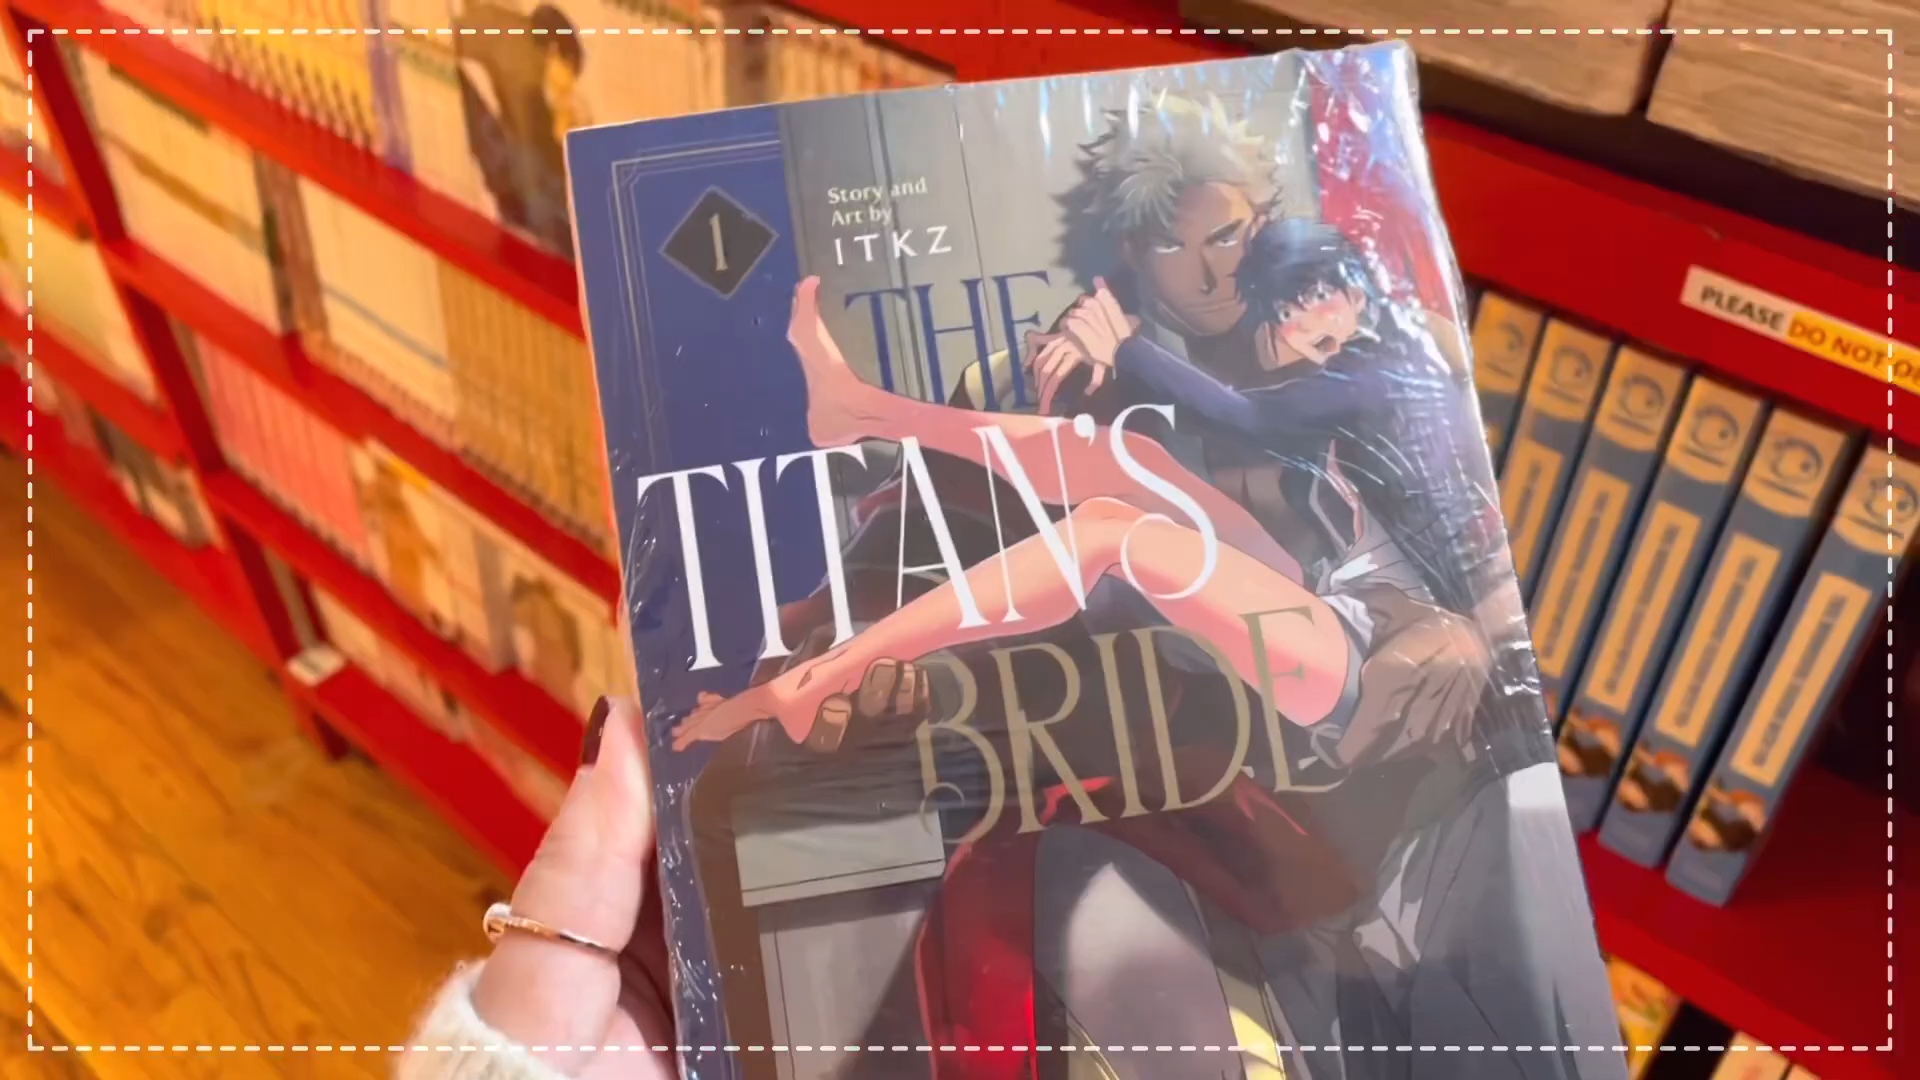 1
Story and
Art by
ITKZ
THE
TITAN'S
BRIDE
PLEASE DO NOT